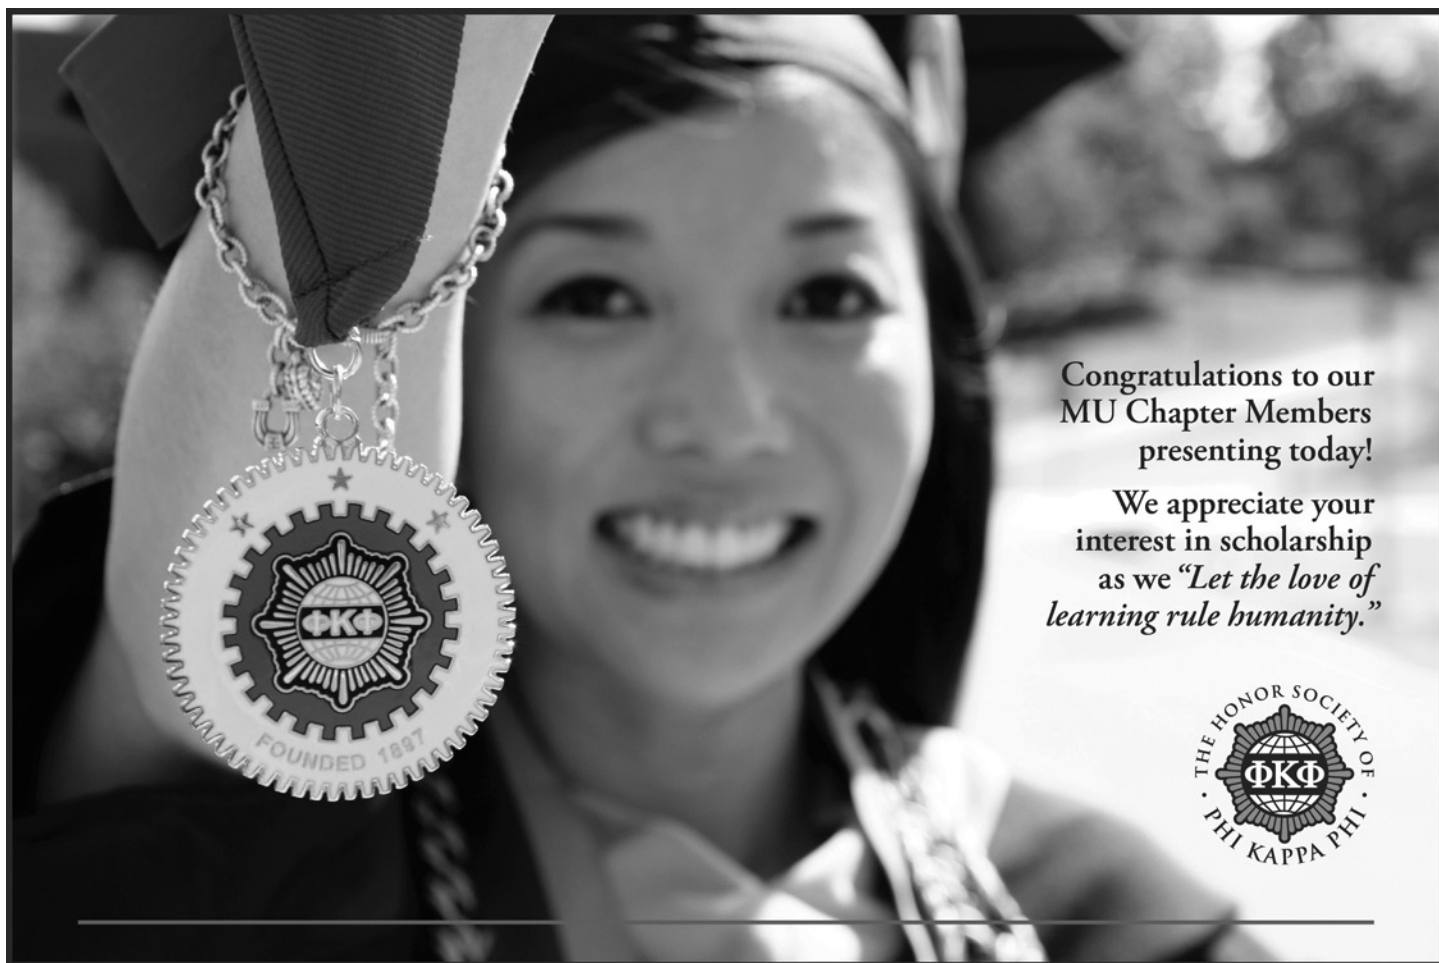 Congratulations to our
MU Chapter Members
presenting today!
We appreciate your
interest in scholarship
as we “Let the love of
learning rule humanity.”
ΦΚΦ
FOUNDED 1897
THE HONOR SOCIETY OF
ΦΚΦ
· PHI KAPPA PHI ·